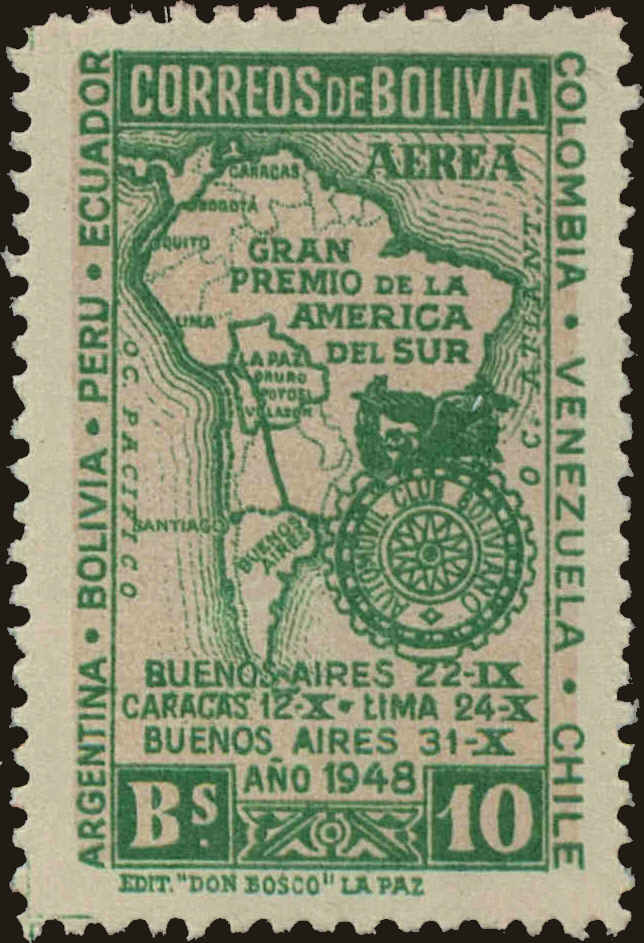 CORREOS DE BOLIVIA
AEREA
ARGENTINA • BOLIVIA • PERU • ECUADOR
COLOMBIA • VENEZUELA • CHILE
CARACAS
BOGOTÁ
QUITO
GRAN
PREMIO DE LA
AMERICA
DEL SUR
LIMA
LA PAZ
ORURO
POTOSI
VILLAZON
OC. PACIFICO
OC. ATLANT.
SANTIAGO
BUENOS
AIRES
AUTOMOVIL CLUB BOLIVIANO
BUENOS AIRES 22-IX
CARACAS 12-X • LIMA 24-X
BUENOS AIRES 31-X
AÑO 1948
Bs. 10
EDIT. "DON BOSCO" LA PAZ